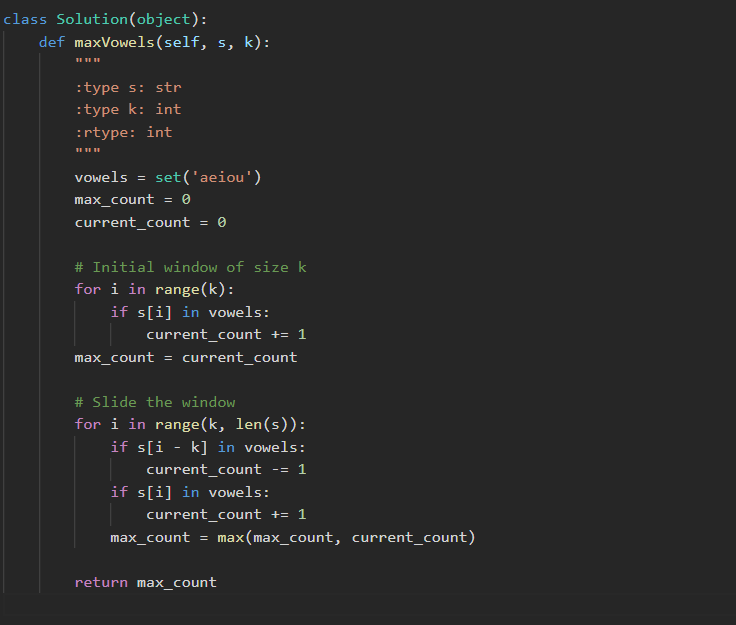 class Solution(object):
    def maxVowels(self, s, k):
        """
        :type s: str
        :type k: int
        :rtype: int
        """
        vowels = set('aeiou')
        max_count = 0
        current_count = 0

        # Initial window of size k
        for i in range(k):
            if s[i] in vowels:
                current_count += 1
        max_count = current_count

        # Slide the window
        for i in range(k, len(s)):
            if s[i - k] in vowels:
                current_count -= 1
            if s[i] in vowels:
                current_count += 1
            max_count = max(max_count, current_count)

        return max_count